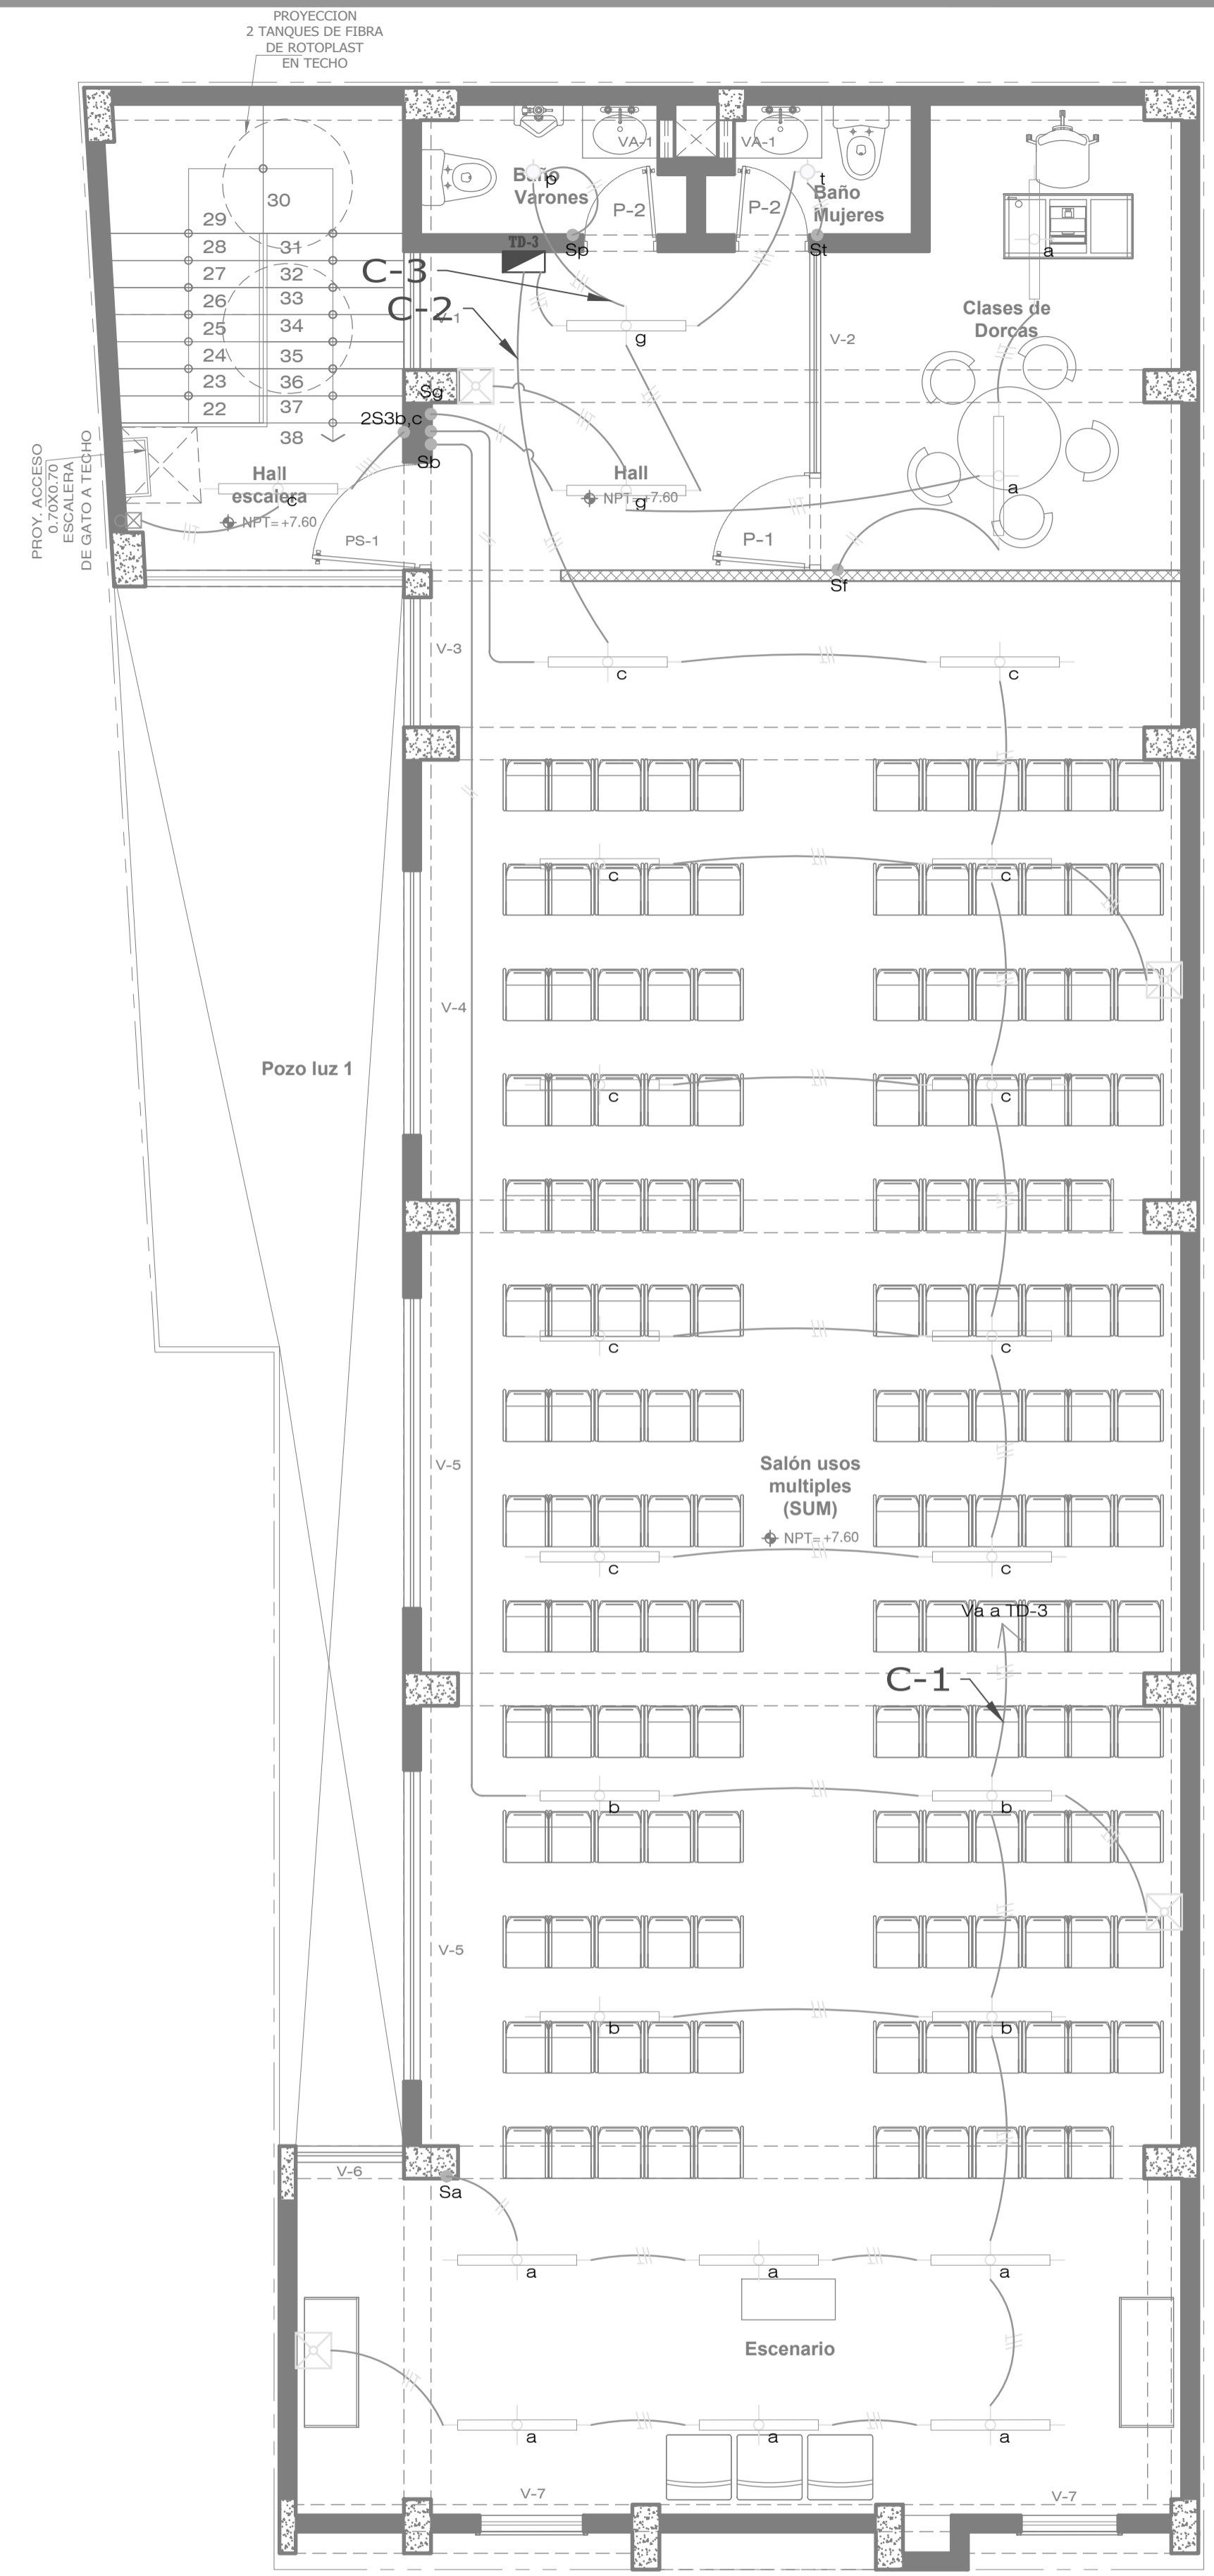 PROYECCION
2 TANQUES DE FIBRA
DE ROTOPLAST
EN TECHO
VA-1
VA-1
Baño
Varones
p
P-2
P-2
t
Baño
Mujeres
TD-3
Sp
St
a
30
29
28
27
26
25
24
23
22
31
32
33
34
35
36
37
38
C-3
C-2
V-1
g
V-2
Clases de
Dorcas
Sg
2S3b,c
Sb
Hall
escalera
c
NPT= +7.60
PS-1
Hall
g
NPT= +7.60
a
P-1
Sf
PROY. ACCESO
0.70X0.70
ESCALERA
DE GATO A TECHO
V-3
c
c
c
c
V-4
Pozo luz 1
c
c
c
c
V-5
Salón usos
multiples
(SUM)
NPT= +7.60
c
c
Va a TD-3
C-1
b
b
V-5
b
b
V-6
Sa
a
a
a
Escenario
a
a
a
V-7
V-7